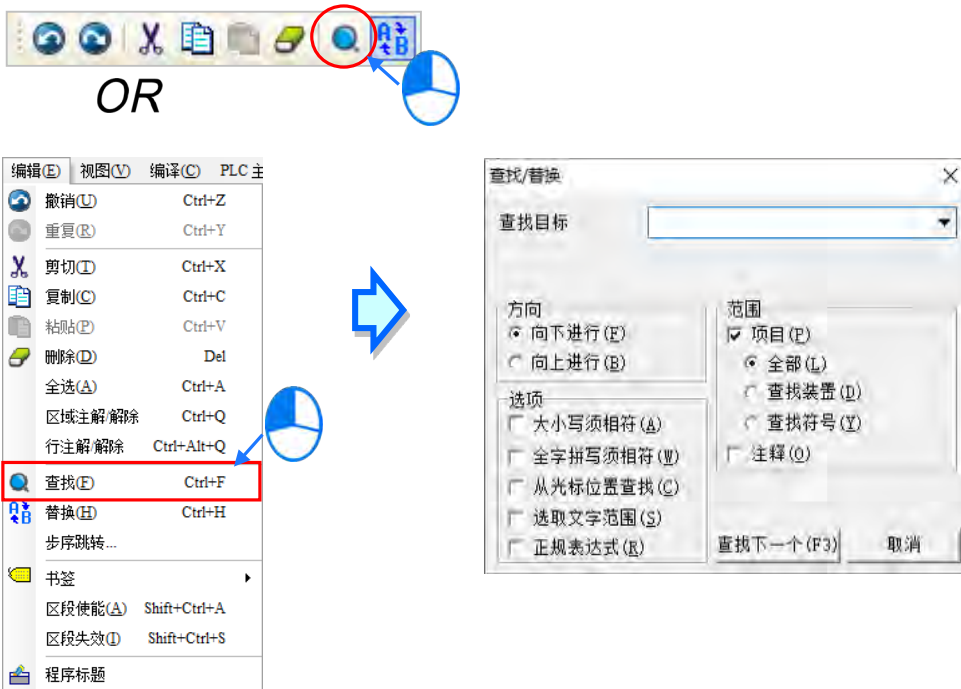 OR
编辑(E) 视图(V) 编译(C) PLC 主
撤销(U) Ctrl+Z
重复(R) Ctrl+Y
剪切(T) Ctrl+X
复制(C) Ctrl+C
粘贴(P) Ctrl+V
删除(D) Del
全选(A) Ctrl+A
区域注解/解除 Ctrl+Q
行注解/解除 Ctrl+Alt+Q
查找(F) Ctrl+F
替换(H) Ctrl+H
步序跳转...
书签
区段使能(A) Shift+Ctrl+A
区段失效(I) Shift+Ctrl+S
程序标题
查找/替换
查找目标
方向
向下进行(F)
向上进行(B)
选项
大小写须相符(A)
全字拼写须相符(W)
从光标位置查找(C)
选取文字范围(S)
正规表达式(R)
范围
项目(P)
全部(L)
查找装置(D)
查找符号(Y)
注释(O)
查找下一个(F3) 取消